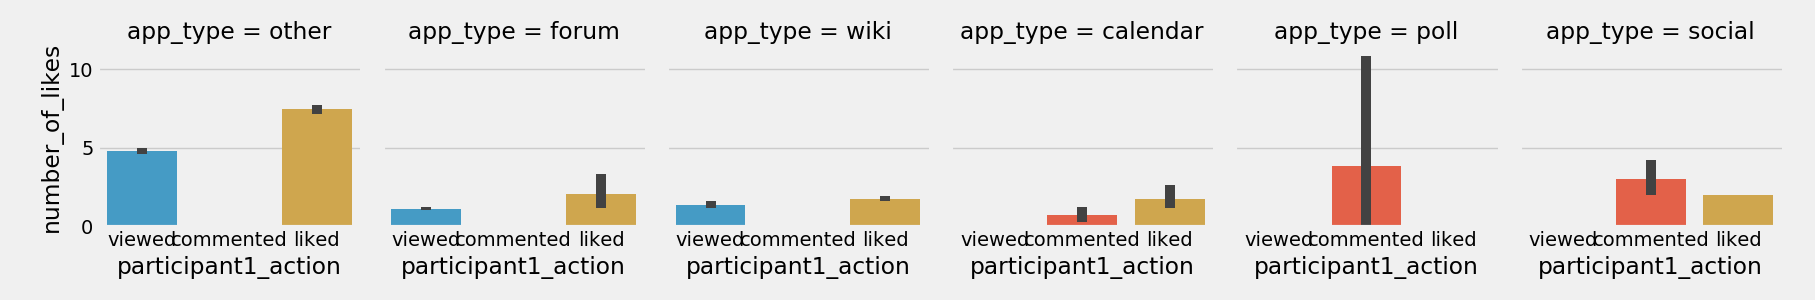 app_type = other app_type = forum app_type = wiki app_type = calendar app_type = poll app_type = social
number_of_likes
10
5
0
viewed commented liked viewed commented liked viewed commented liked viewed commented liked viewed commented liked viewed commented liked
participant1_action participant1_action participant1_action participant1_action participant1_action participant1_action